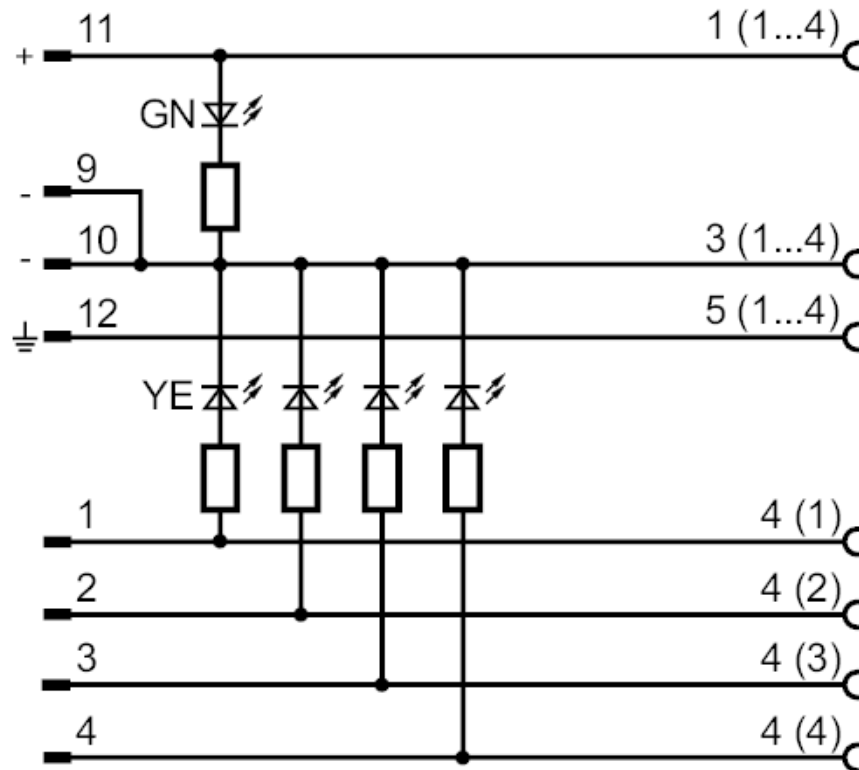 11 1 (1...4)
+
GN
9
-
10 3 (1...4)
-
12 5 (1...4)
YE
1 4 (1)
2 4 (2)
3 4 (3)
4 4 (4)